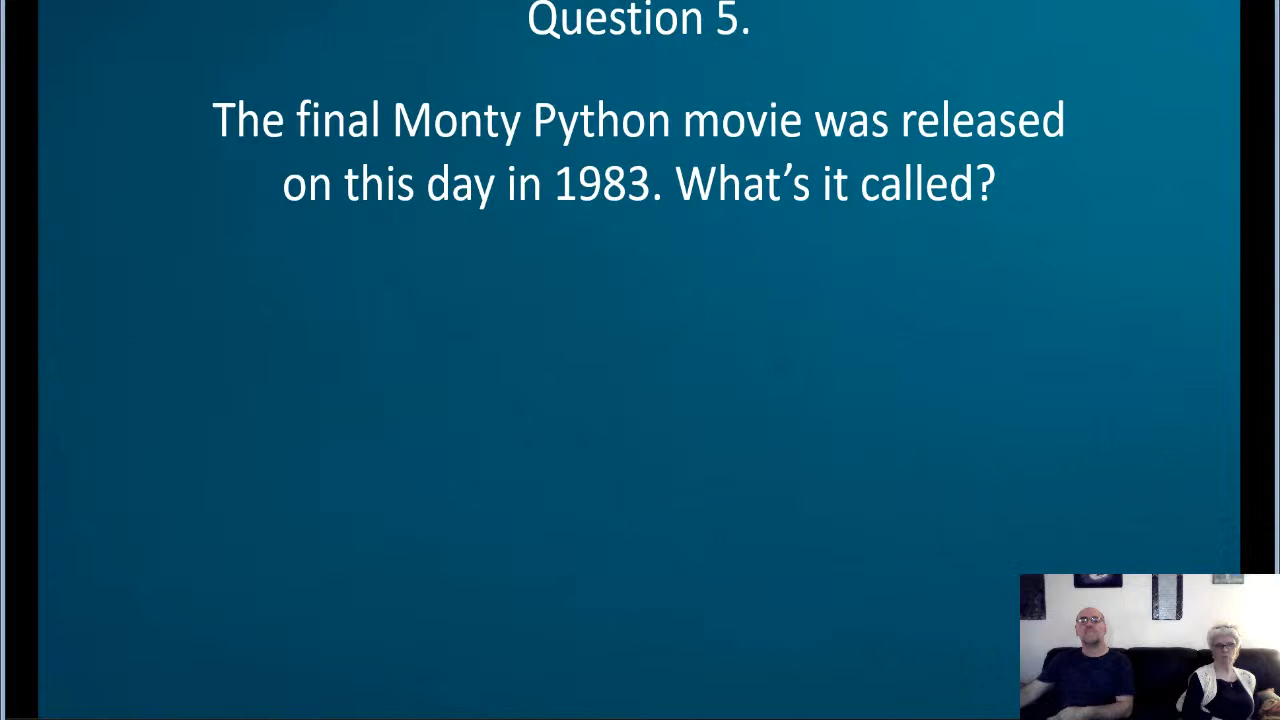 Question 5.
The final Monty Python movie was released
on this day in 1983. What’s it called?